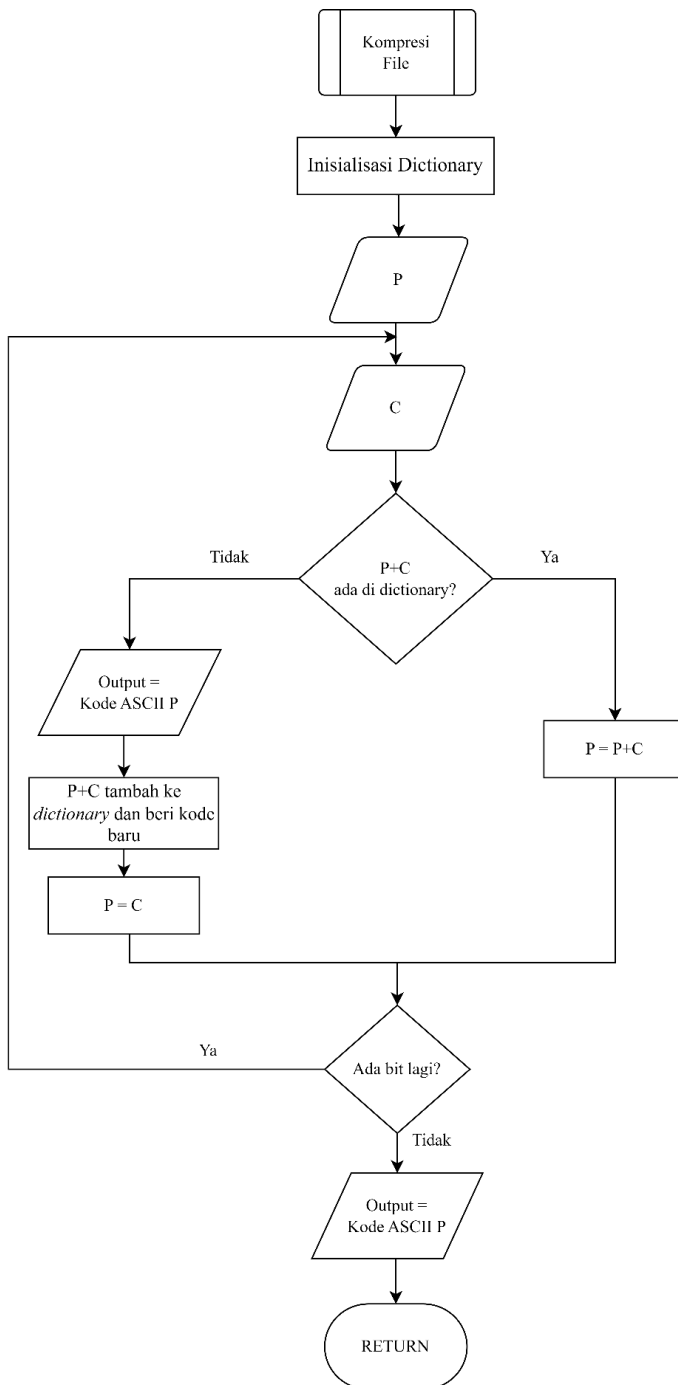 Kompresi
File
Inisialisasi Dictionary
P
C
P+C
ada di dictionary?
Tidak
Ya
Output =
Kode ASCII P
P+C tambah ke
dictionary dan beri kode
baru
P = C
P = P+C
Ada bit lagi?
Ya
Tidak
Output =
Kode ASCII P
RETURN